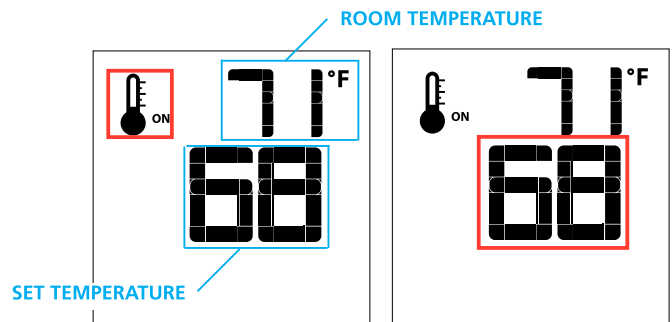 ROOM TEMPERATURE
71°F
ON
68
SET TEMPERATURE
71°F
ON
68